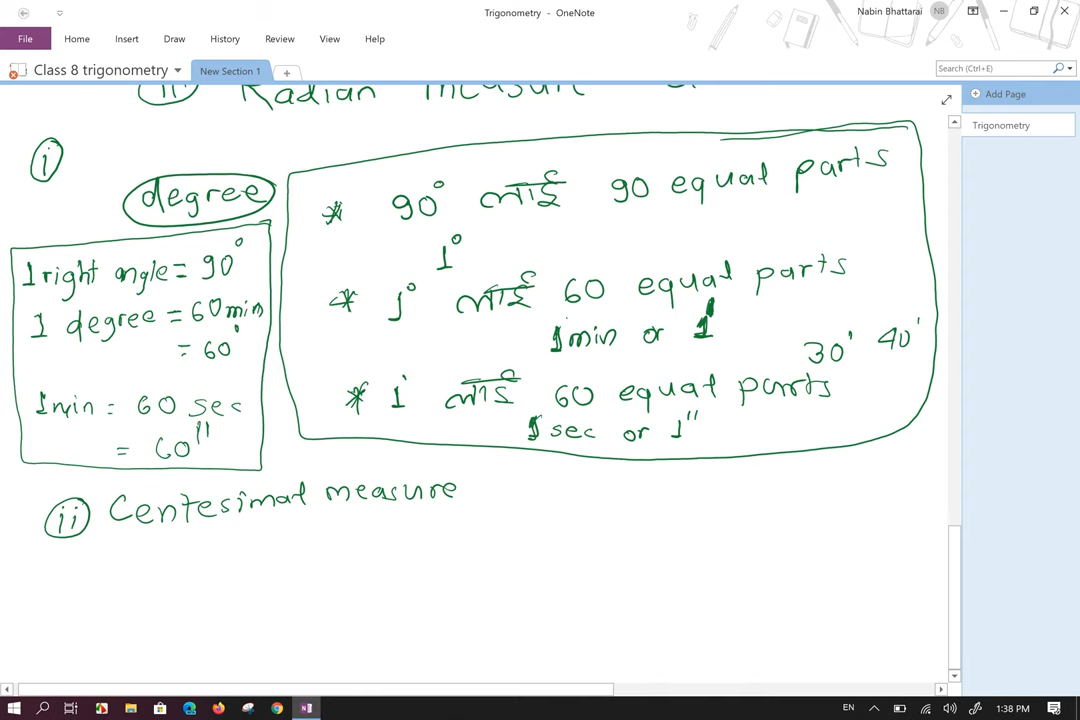 Trigonometry - OneNote
Nabin Bhattarai NB
File Home Insert Draw History Review View Help
Class 8 trigonometry New Section 1 +
Search (Ctrl+E)
Add Page
Trigonometry
iii Radian measure
i
degree
1 right angle = 90°
1 degree = 60 min
= 60'
1 min = 60 sec
= 60''
* 90° लाई 90 equal parts
1°
* 1° लाई 60 equal parts
1 min or 1'
30' 40'
* 1' लाई 60 equal parts
1 sec or 1''
ii Centesimal measure
EN 1:38 PM